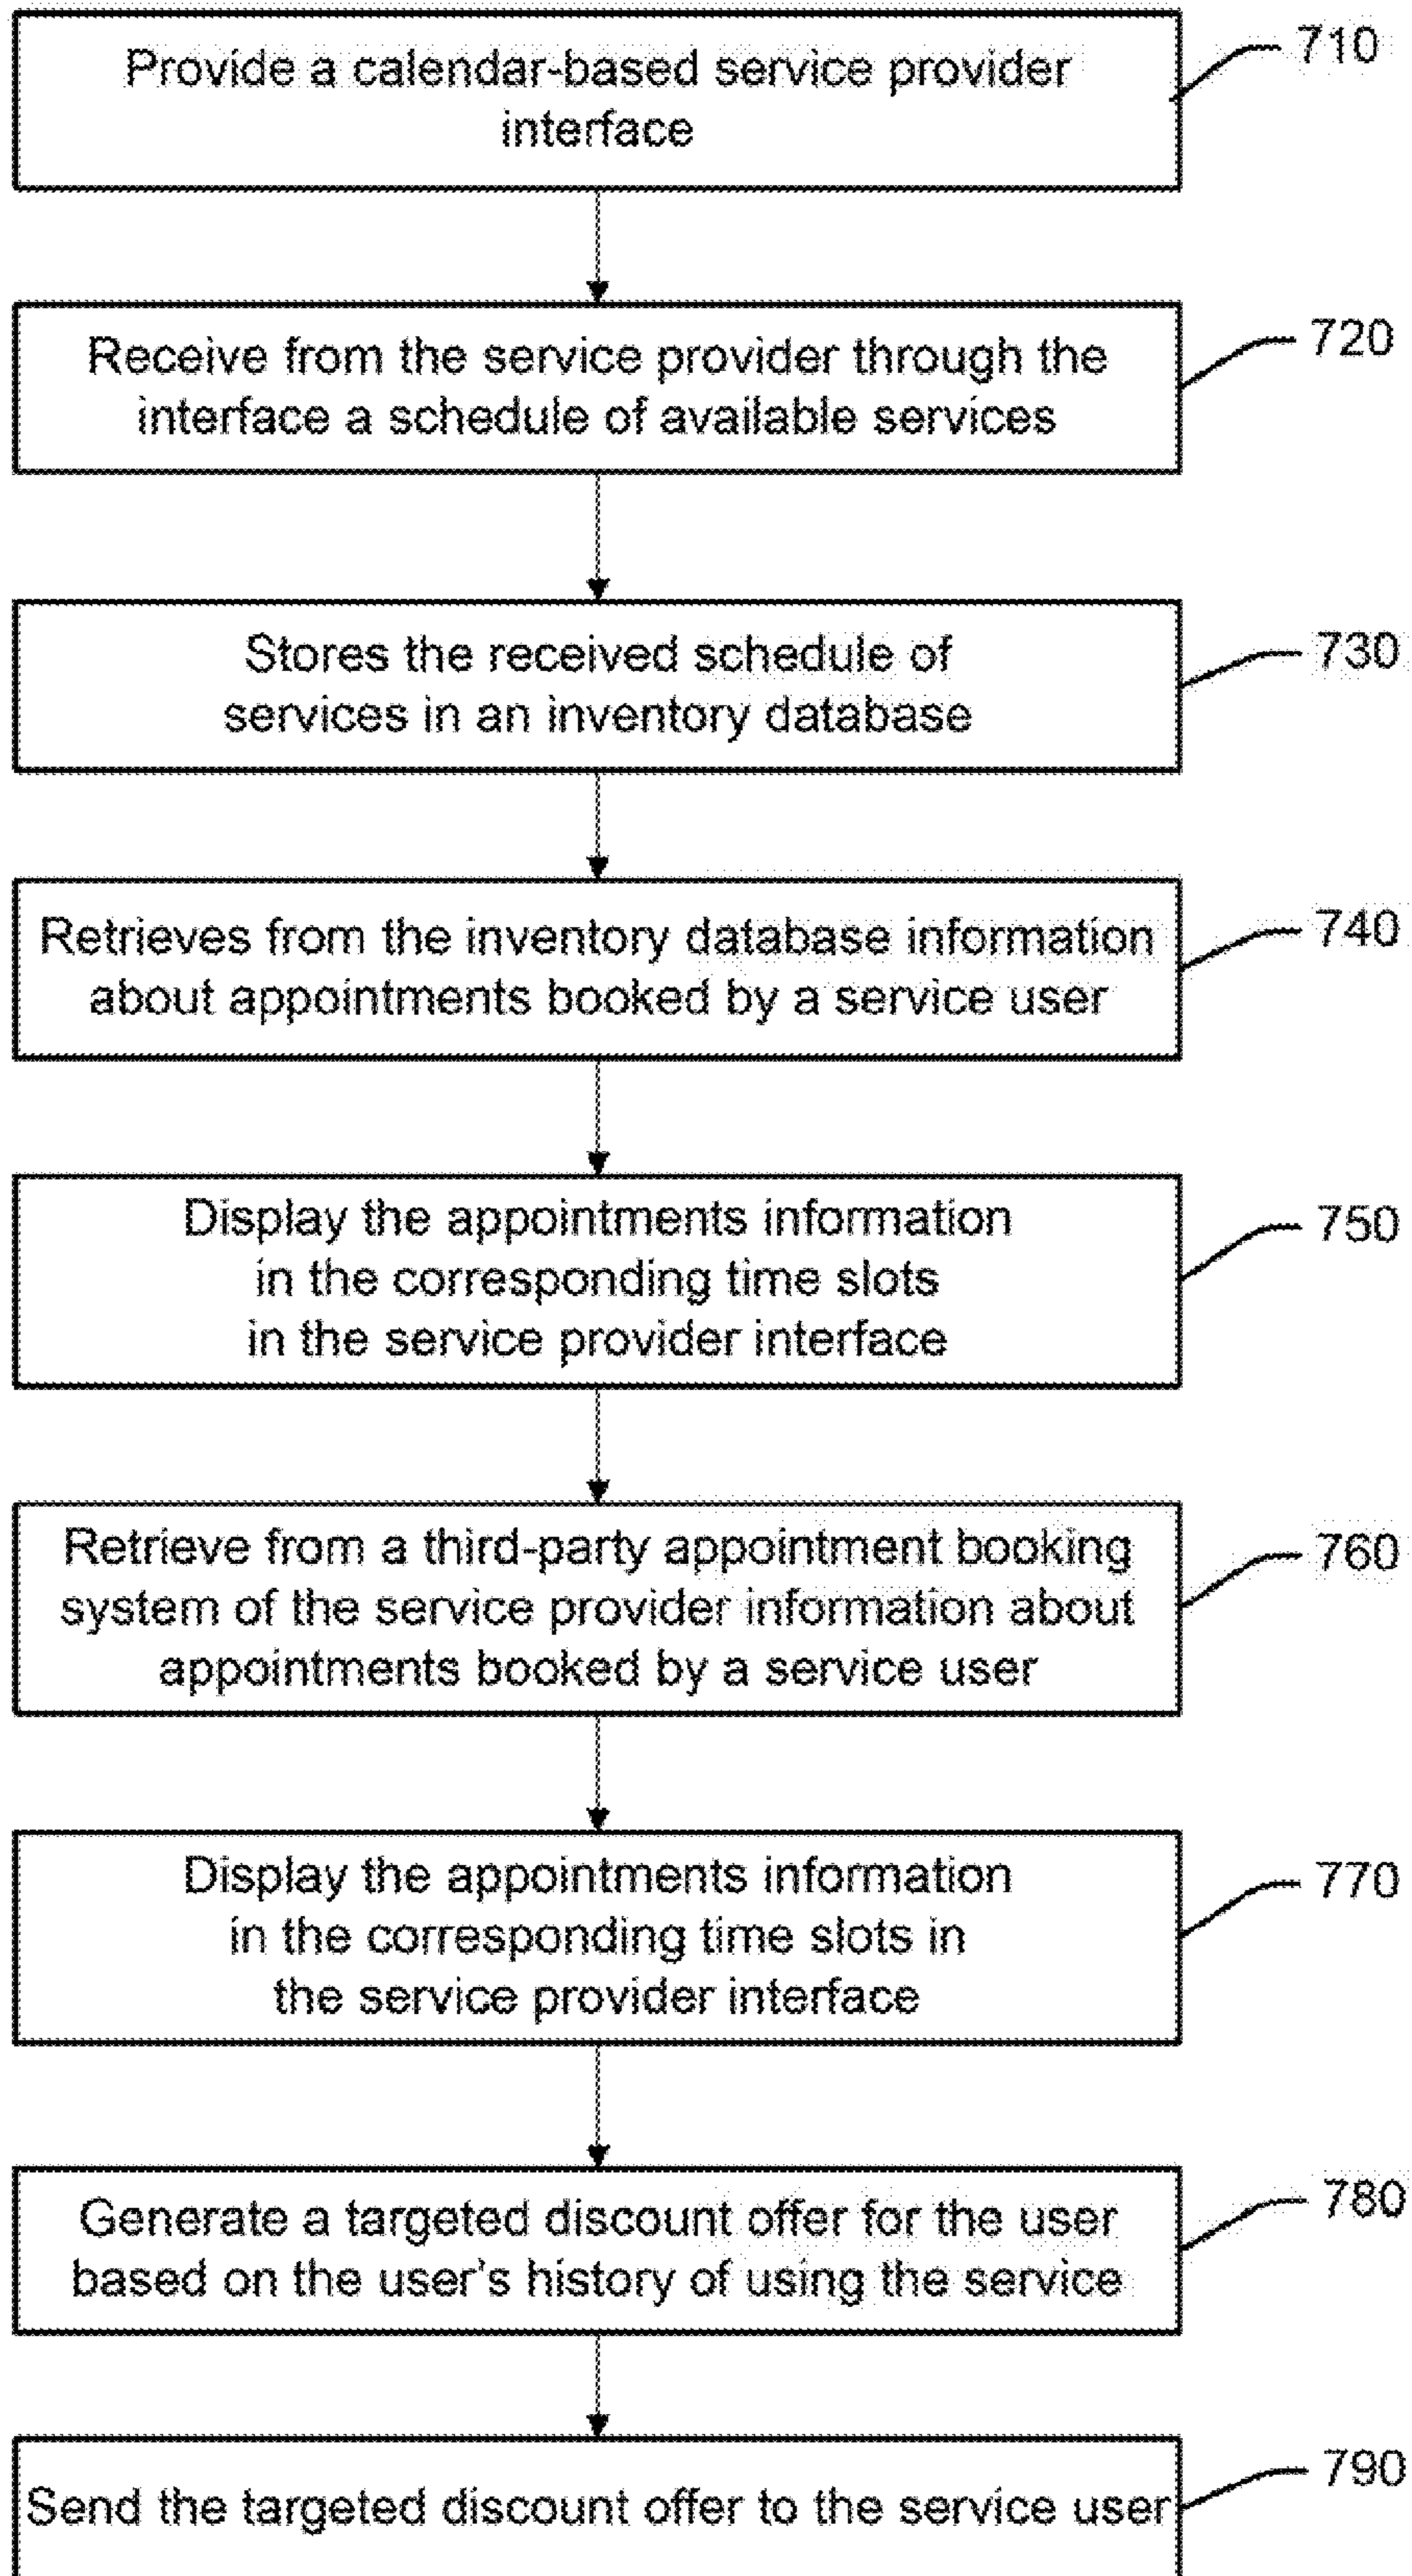 Provide a calendar-based service provider
interface
710
Receive from the service provider through the
interface a schedule of available services
720
Stores the received schedule of
services in an inventory database
730
Retrieves from the inventory database information
about appointments booked by a service user
740
Display the appointments information
in the corresponding time slots
in the service provider interface
750
Retrieve from a third-party appointment booking
system of the service provider information about
appointments booked by a service user
760
Display the appointments information
in the corresponding time slots in
the service provider interface
770
Generate a targeted discount offer for the user
based on the user's history of using the service
780
Send the targeted discount offer to the service user
790